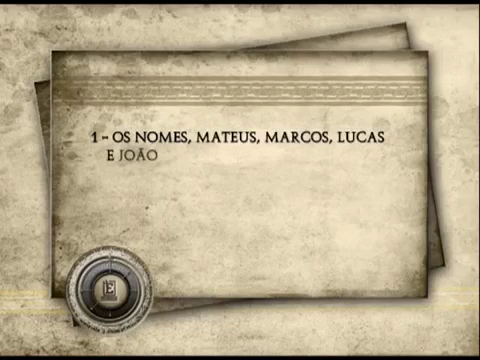 1 - OS NOMES, MATEUS, MARCOS, LUCAS
E JOÃO
E